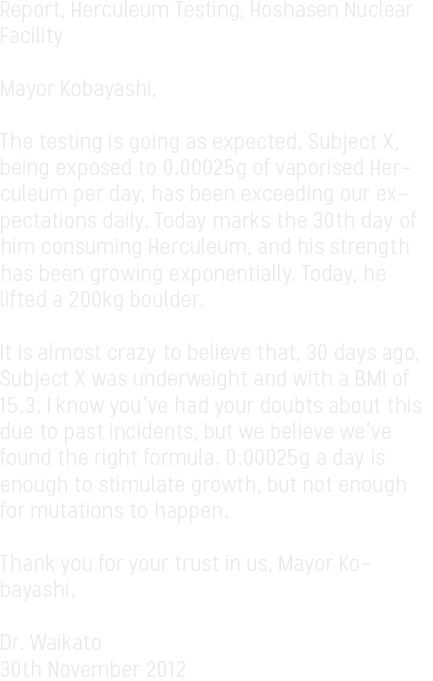 Report, Herculeum Testing, Hoshasen Nuclear
Facility

Mayor Kobayashi,

The testing is going as expected. Subject X,
being exposed to 0.00025g of vaporised Her-
culeum per day, has been exceeding our ex-
pectations daily. Today marks the 30th day of
him consuming Herculeum, and his strength
has been growing exponentially. Today, he
lifted a 200kg boulder.

It is almost crazy to believe that, 30 days ago,
Subject X was underweight and with a BMI of
15.3. I know you've had your doubts about this
due to past incidents, but we believe we've
found the right formula. 0.00025g a day is
enough to stimulate growth, but not enough
for mutations to happen.

Thank you for your trust in us, Mayor Ko-
bayashi.

Dr. Waikato
30th November 2012